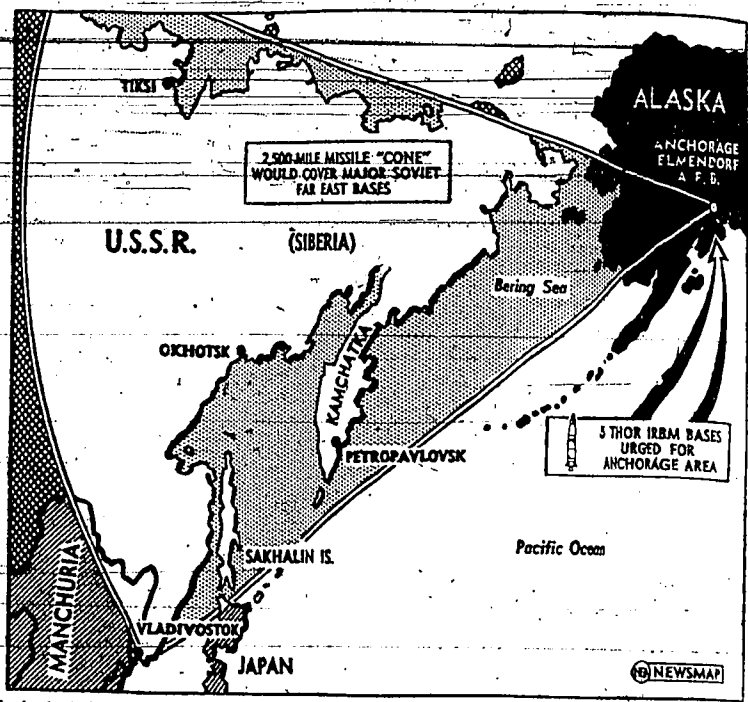 TIKSI
ALASKA
ANCHORAGE
ELMENDORF
A.F.B.
2,500-MILE MISSILE "CONE"
WOULD COVER MAJOR SOVIET
FAR EAST BASES
U.S.S.R.
(SIBERIA)
Bering Sea
OKHOTSK
KAMCHATKA
PETROPAVLOVSK
3 THOR IRBM BASES
URGED FOR
ANCHORAGE AREA
SAKHALIN IS.
Pacific Ocean
MANCHURIA
VLADIVOSTOK
JAPAN
NEWSMAP